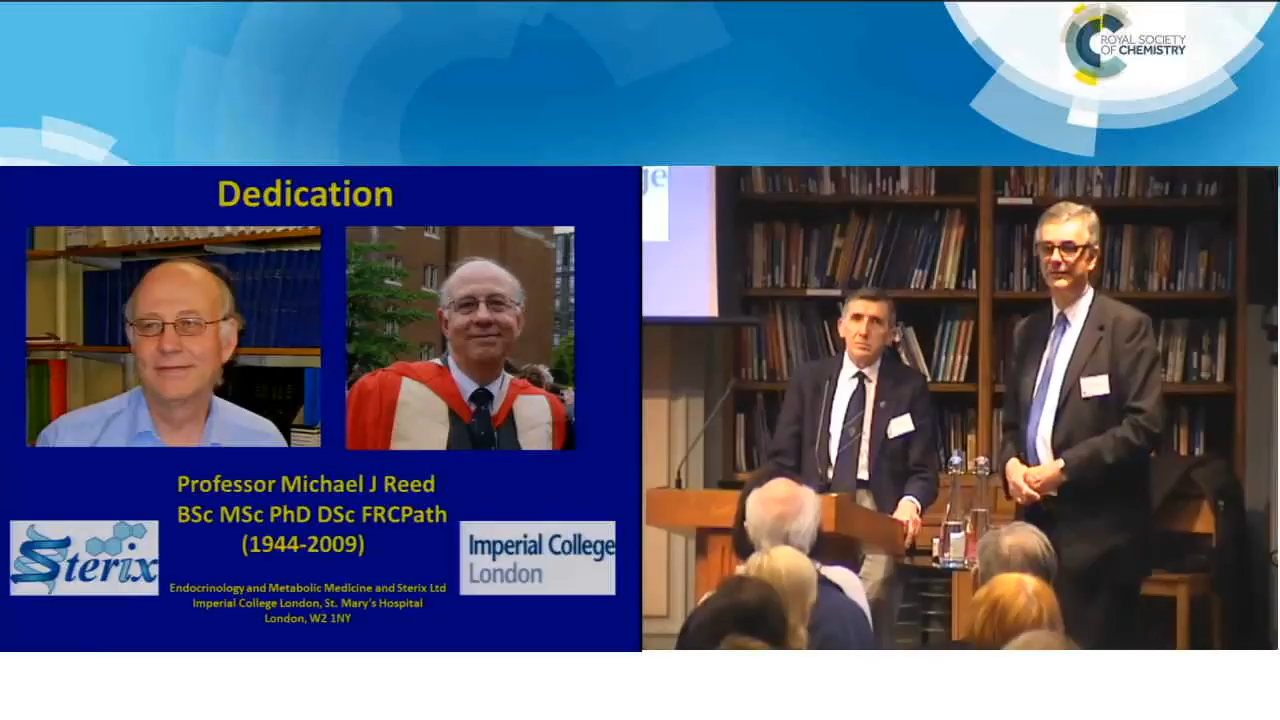 ROYAL SOCIETY
OF CHEMISTRY
Dedication
Professor Michael J Reed
BSc MSc PhD DSc FRCPath
(1944-2009)
Sterix
Imperial College
London
Endocrinology and Metabolic Medicine and Sterix Ltd
Imperial College London, St. Mary's Hospital
London, W2 1NY
ge